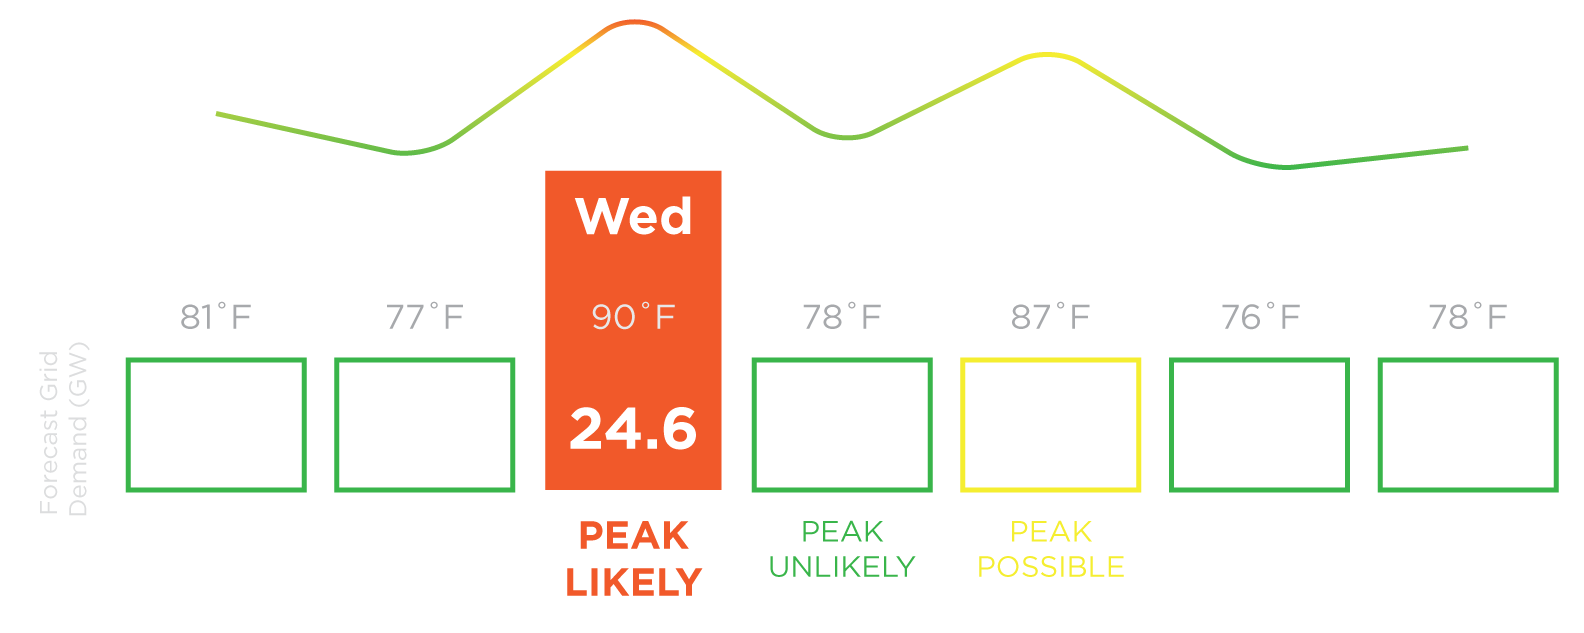 Wed
81°F
77°F
90°F
78°F
87°F
76°F
78°F
Forecast Grid
Demand (GW)
24.6
PEAK
LIKELY
PEAK
UNLIKELY
PEAK
POSSIBLE